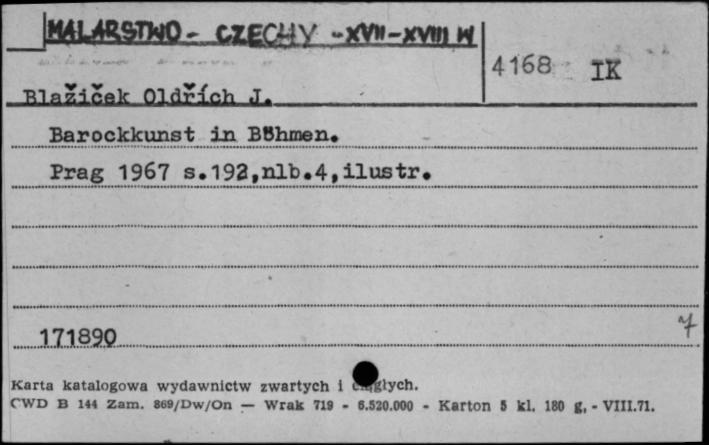 MALARSTWO - CZECHY - XVII - XVIII W
4168 IK
Blažiček Oldřích J.
Barockkunst in Böhmen.
Prag 1967 s.192,nlb.4,ilustr.
171890
7
Karta katalogowa wydawnictw zwartych i ciągłych.
CWD B 144 Zam. 869/Dw/On — Wrak 719 - 6.520.000 - Karton 5 kl. 180 g, - VIII.71.